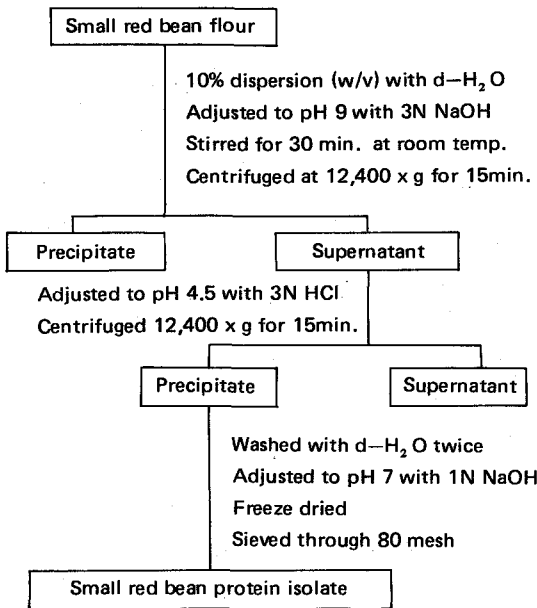 Small red bean flour
10% dispersion (w/v) with d–H₂O
Adjusted to pH 9 with 3N NaOH
Stirred for 30 min. at room temp.
Centrifuged at 12,400 x g for 15min.
Precipitate
Supernatant
Adjusted to pH 4.5 with 3N HCl
Centrifuged 12,400 x g for 15min.
Precipitate
Supernatant
Washed with d–H₂O twice
Adjusted to pH 7 with 1N NaOH
Freeze dried
Sieved through 80 mesh
Small red bean protein isolate